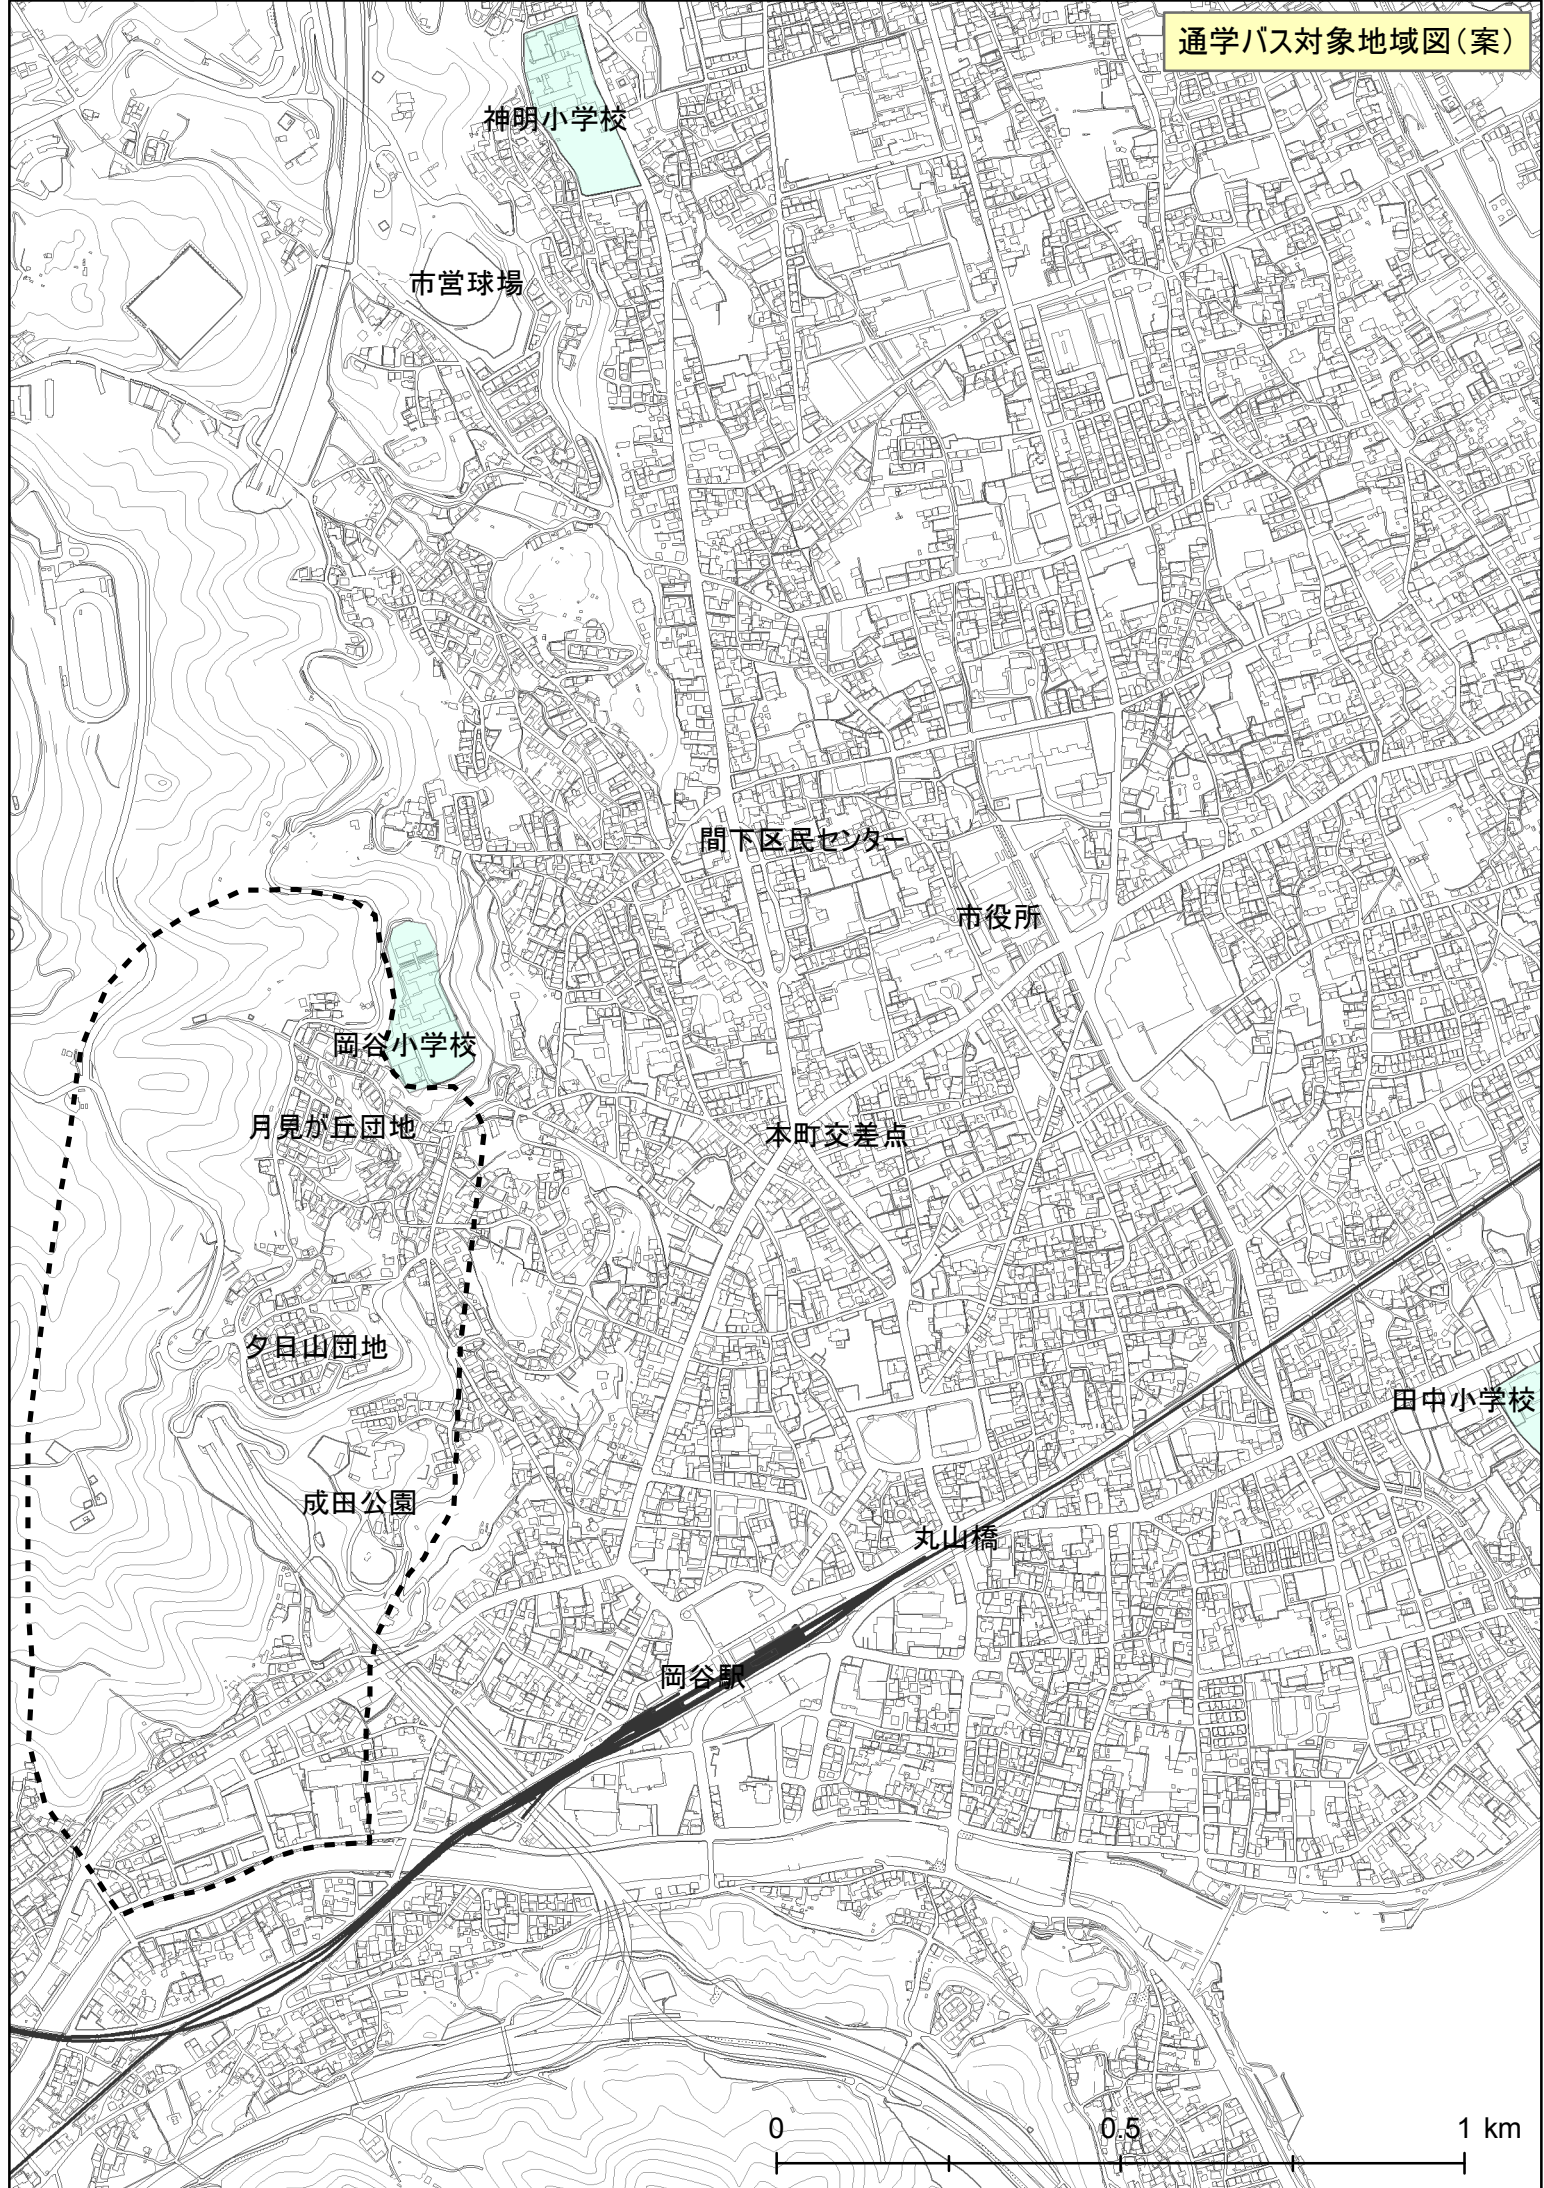 通学バス対象地域図（案）
神明小学校
市営球場
間下区民センター
市役所
岡谷小学校
月見が丘団地
本町交差点
夕日山団地
田中小学校
成田公園
丸山橋
岡谷駅
0 0.5 1 km